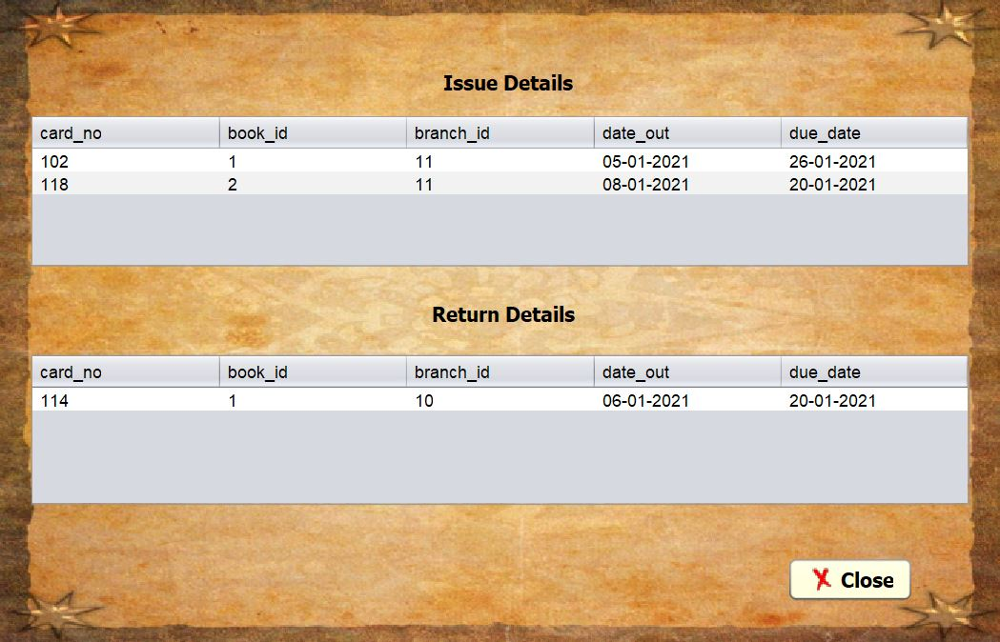 Issue Details
card_no book_id branch_id date_out due_date
102 1 11 05-01-2021 26-01-2021
118 2 11 08-01-2021 20-01-2021
Return Details
card_no book_id branch_id date_out due_date
114 1 10 06-01-2021 20-01-2021
Close